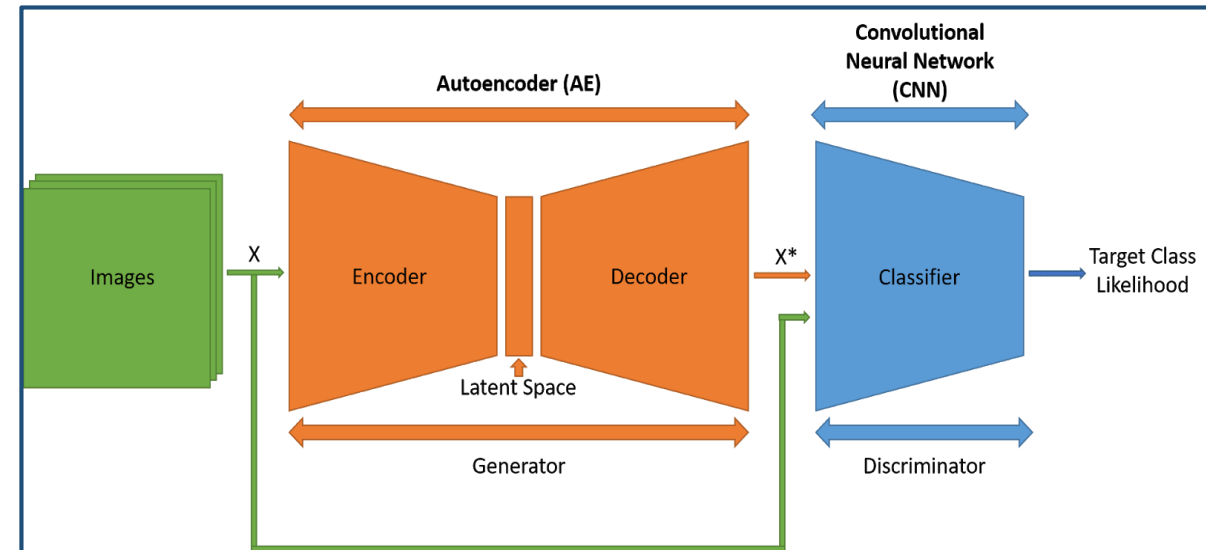 Convolutional
Neural Network
(CNN)
Autoencoder (AE)
Images
X
Encoder
Decoder
X*
Classifier
Target Class
Likelihood
Latent Space
Generator
Discriminator